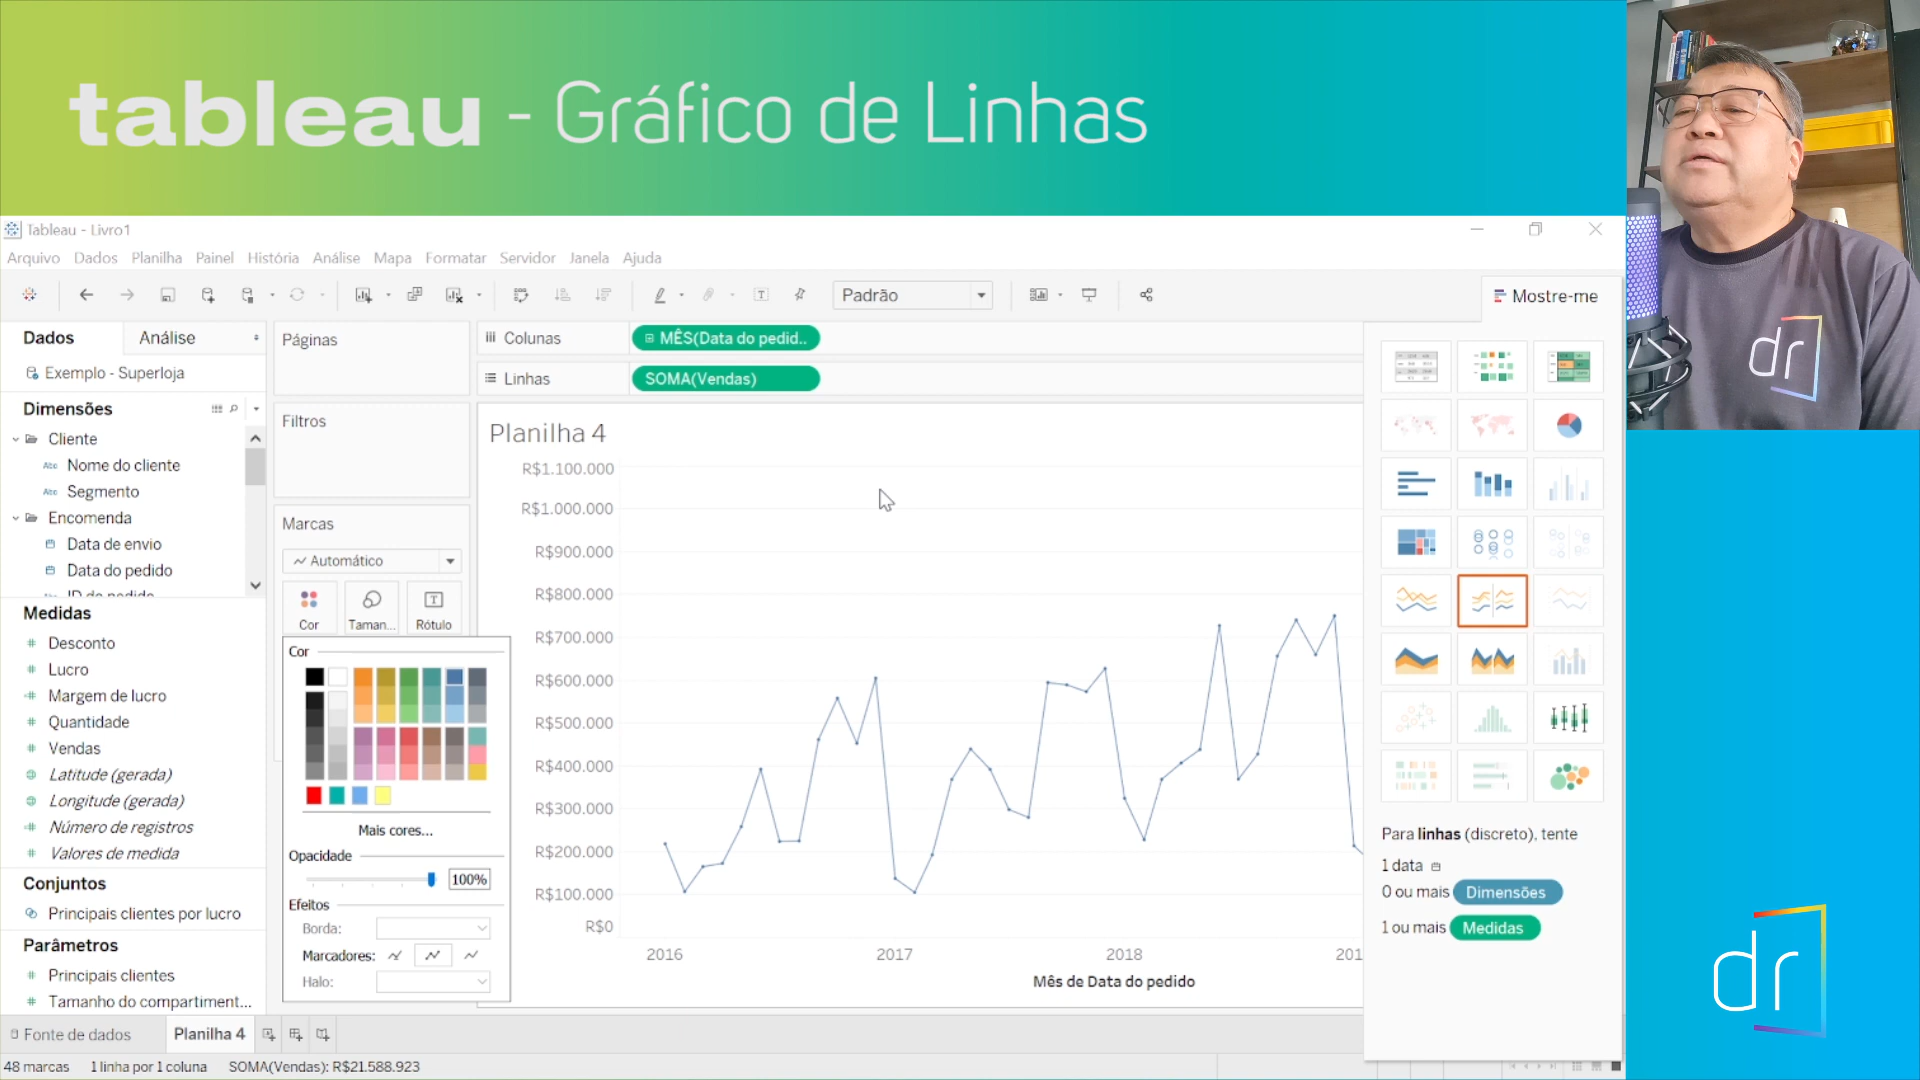 tableau - Gráfico de Linhas
Tableau - Livro1
Arquivo Dados Planilha Painel História Análise Mapa Formatar Servidor Janela Ajuda
Padrão
Mostre-me
Dados Análise
Exemplo - Superloja
Dimensões
Cliente
Abc Nome do cliente
Abc Segmento
Encomenda
Data de envio
Data do pedido
ID do pedido
Medidas
Desconto
Lucro
Margem de lucro
Quantidade
Vendas
Latitude (gerada)
Longitude (gerada)
Número de registros
Valores de medida
Conjuntos
Principais clientes por lucro
Parâmetros
Principais clientes
Tamanho do compartiment...
Páginas
Filtros
Marcas
Automático
Cor Taman... Rótulo
Cor
Mais cores...
Opacidade
100%
Efeitos
Borda:
Marcadores:
Halo:
Colunas MÊS(Data do pedid..
Linhas SOMA(Vendas)
Planilha 4
R$1.100.000
R$1.000.000
R$900.000
R$800.000
R$700.000
R$600.000
R$500.000
R$400.000
R$300.000
R$200.000
R$100.000
R$0
2016 2017 2018 201
Mês de Data do pedido
Para linhas (discreto), tente
1 data
0 ou mais Dimensões
1 ou mais Medidas
Fonte de dados Planilha 4
48 marcas 1 linha por 1 coluna SOMA(Vendas): R$21.588.923
dr
dr